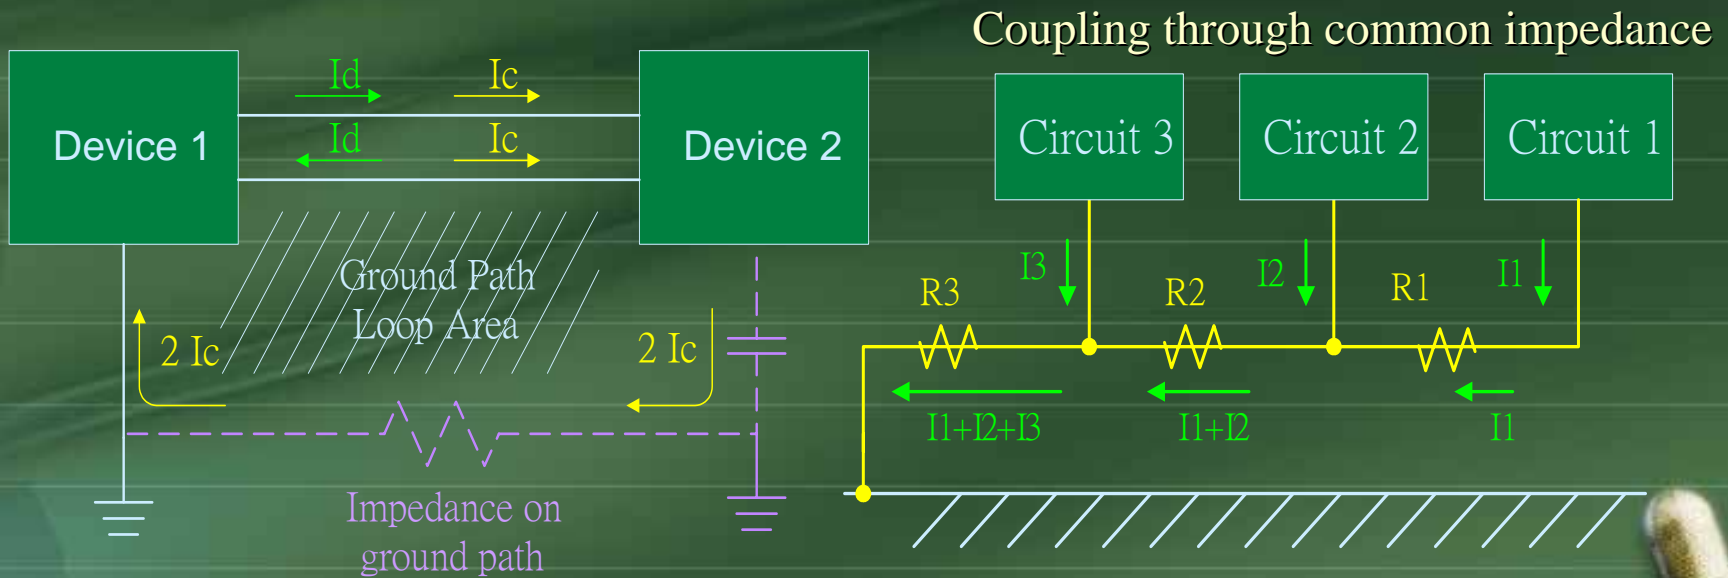 Coupling through common impedance
Device 1
Id
Ic
Id
Ic
Device 2
Ground Path
Loop Area
2 Ic
2 Ic
Impedance on
ground path
Circuit 3
Circuit 2
Circuit 1
I3
I2
I1
R3
R2
R1
I1+I2+I3
I1+I2
I1